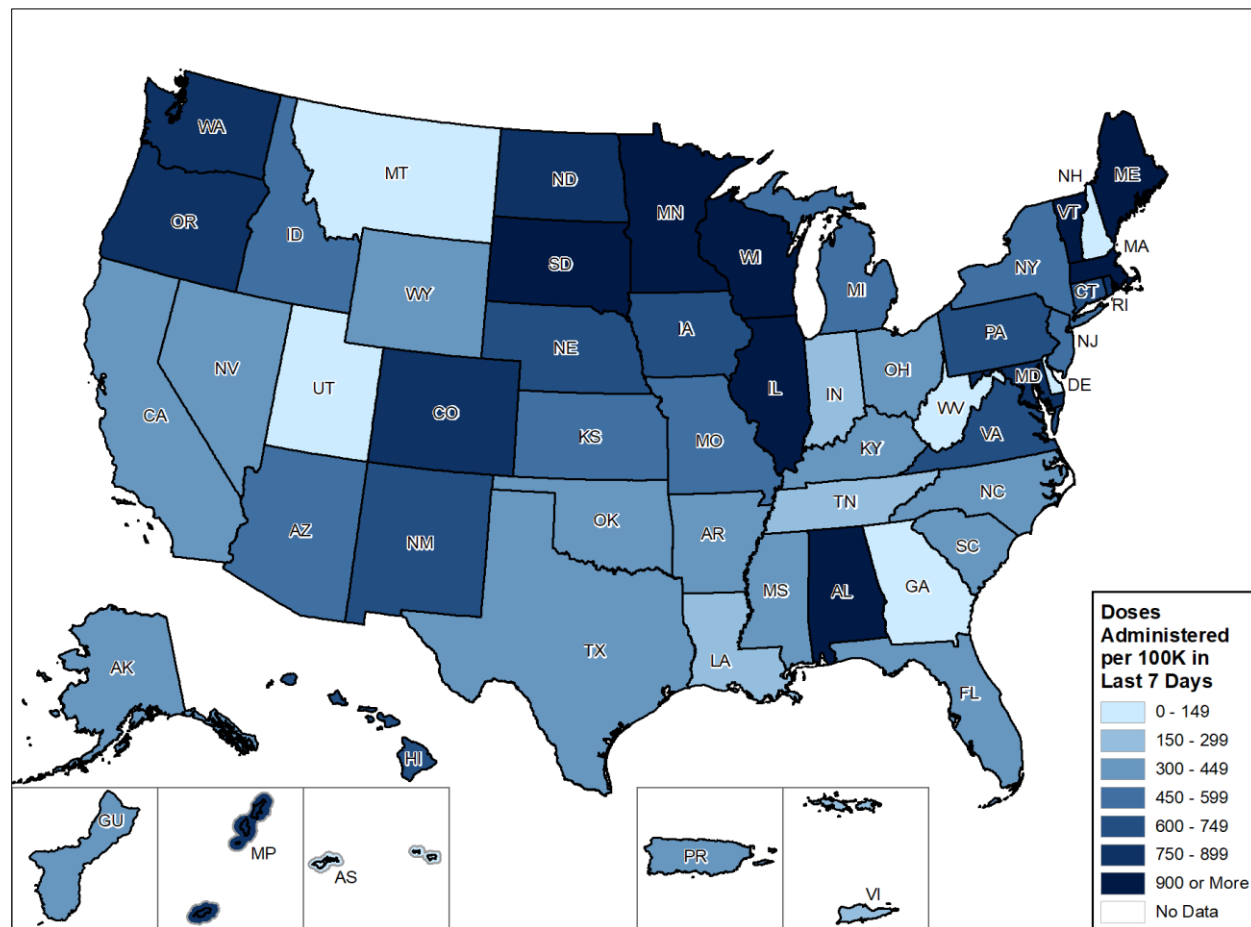 WA
MT
ND
MN
NH
ME
VT
OR
ID
SD
WI
MA
NY
WY
MI
CT
RI
IA
PA
NJ
NE
NV
OH
MD
UT
IL
IN
DE
CA
CO
WV
KS
MO
VA
KY
NC
TN
AZ
OK
NM
AR
SC
MS
AL
GA
TX
LA
AK
FL
HI
GU
MP
AS
PR
VI
Doses
Administered
per 100K in
Last 7 Days
0 - 149
150 - 299
300 - 449
450 - 599
600 - 749
750 - 899
900 or More
No Data